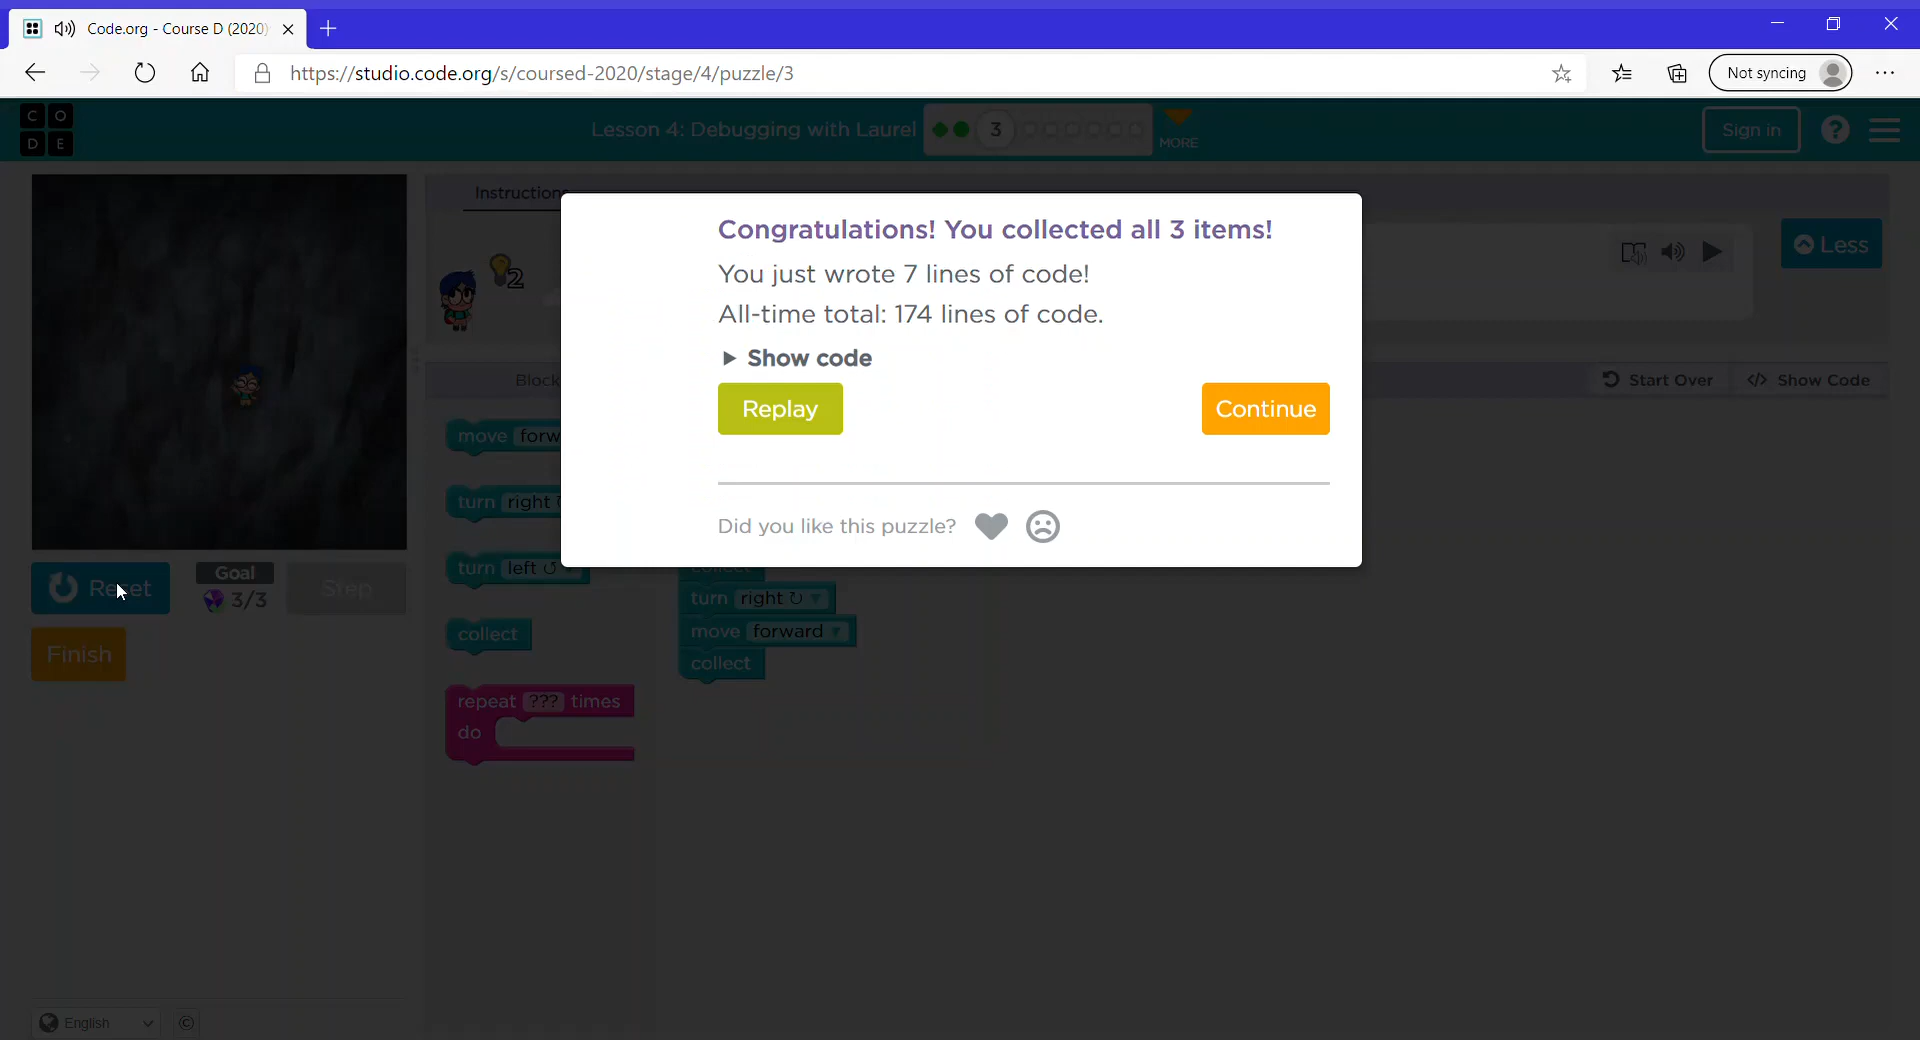 Code.org - Course D (2020)
https://studio.code.org/s/coursed-2020/stage/4/puzzle/3
Not syncing
C O
D E
Lesson 4: Debugging with Laurel
3
MORE
Sign in
?
Instructions
2
Less
Congratulations! You collected all 3 items!
You just wrote 7 lines of code!
All-time total: 174 lines of code.
Show code
Replay
Continue
Did you like this puzzle?
Block
Start Over
</> Show Code
move forw
turn right
turn left
collect
repeat ??? times
do
collect
turn right
move forward
collect
Reset
Goal
3/3
Step
Finish
English
©